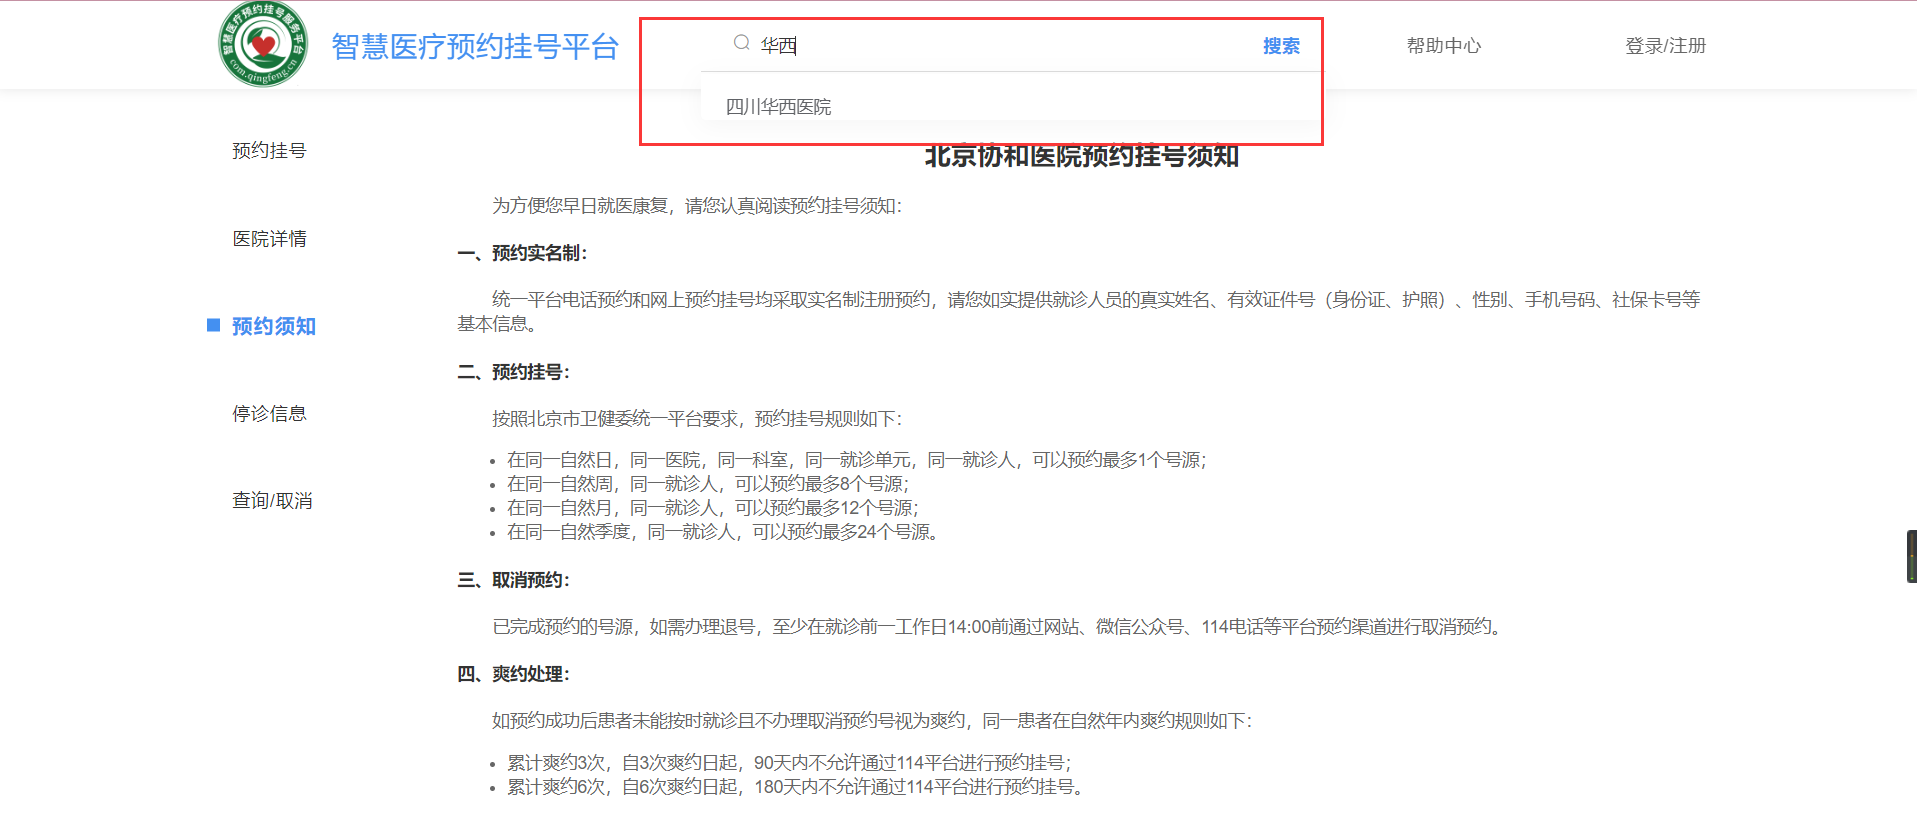 智慧医疗预约挂号服务平台
com.qingfeng.cn
智慧医疗预约挂号平台
华西
搜索
帮助中心
登录/注册
四川华西医院
预约挂号
医院详情
预约须知
停诊信息
查询/取消
北京协和医院预约挂号须知
为方便您早日就医康复，请您认真阅读预约挂号须知：
一、预约实名制：
统一平台电话预约和网上预约挂号均采取实名制注册预约，请您如实提供就诊人员的真实姓名、有效证件号（身份证、护照）、性别、手机号码、社保卡号等
基本信息。
二、预约挂号：
按照北京市卫健委统一平台要求，预约挂号规则如下：
• 在同一自然日，同一医院，同一科室，同一就诊单元，同一就诊人，可以预约最多1个号源；
• 在同一自然周，同一就诊人，可以预约最多8个号源；
• 在同一自然月，同一就诊人，可以预约最多12个号源；
• 在同一自然季度，同一就诊人，可以预约最多24个号源。
三、取消预约：
已完成预约的号源，如需办理退号，至少在就诊前一工作日14:00前通过网站、微信公众号、114电话等平台预约渠道进行取消预约。
四、爽约处理：
如预约成功后患者未能按时就诊且不办理取消预约号视为爽约，同一患者在自然年内爽约规则如下：
• 累计爽约3次，自3次爽约日起，90天内不允许通过114平台进行预约挂号；
• 累计爽约6次，自6次爽约日起，180天内不允许通过114平台进行预约挂号。